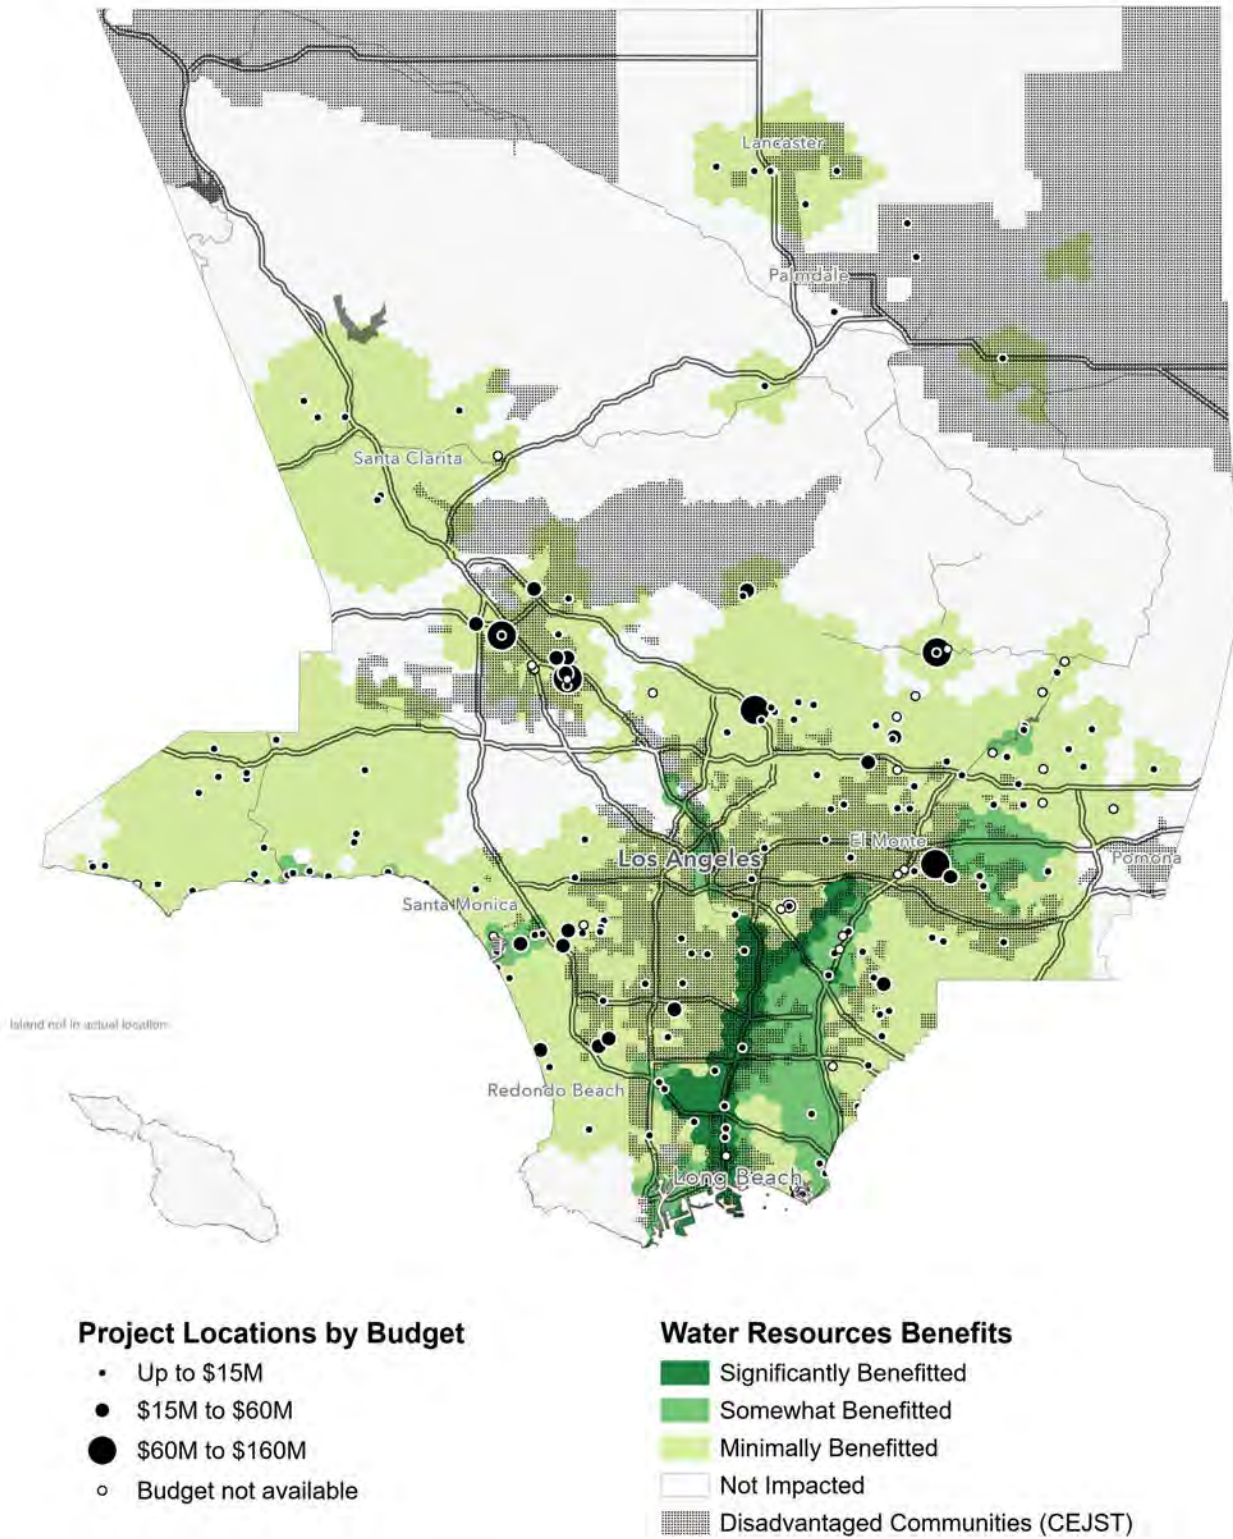 Lancaster
Palmdale
Santa Clarita
Los Angeles
El Monte
Pomona
Santa Monica
Island not in actual location
Redondo Beach
Long Beach
Project Locations by Budget
Up to $15M
$15M to $60M
$60M to $160M
Budget not available
Water Resources Benefits
Significantly Benefitted
Somewhat Benefitted
Minimally Benefitted
Not Impacted
Disadvantaged Communities (CEJST)